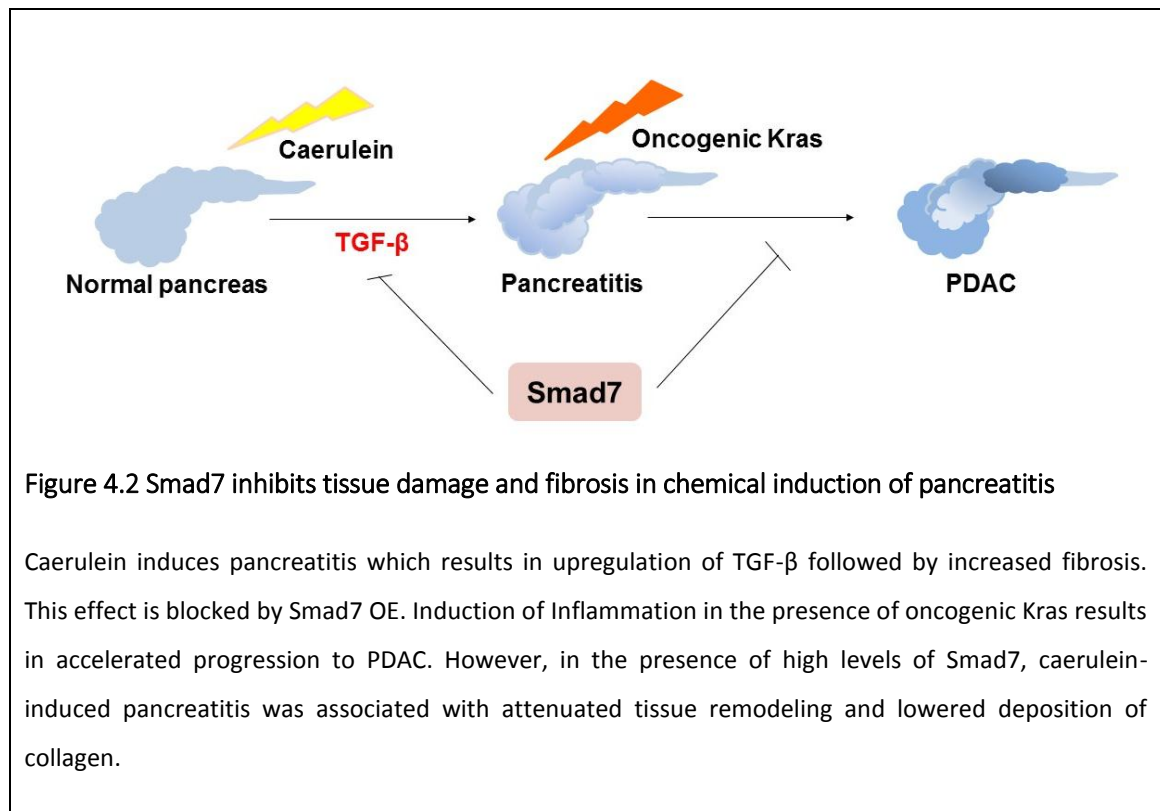 Caerulein
Oncogenic Kras
TGF-β
Normal pancreas
Pancreatitis
PDAC
Smad7
Figure 4.2 Smad7 inhibits tissue damage and fibrosis in chemical induction of pancreatitis
Caerulein induces pancreatitis which results in upregulation of TGF-β followed by increased fibrosis.
This effect is blocked by Smad7 OE. Induction of Inflammation in the presence of oncogenic Kras results
in accelerated progression to PDAC. However, in the presence of high levels of Smad7, caerulein-
induced pancreatitis was associated with attenuated tissue remodeling and lowered deposition of
collagen.